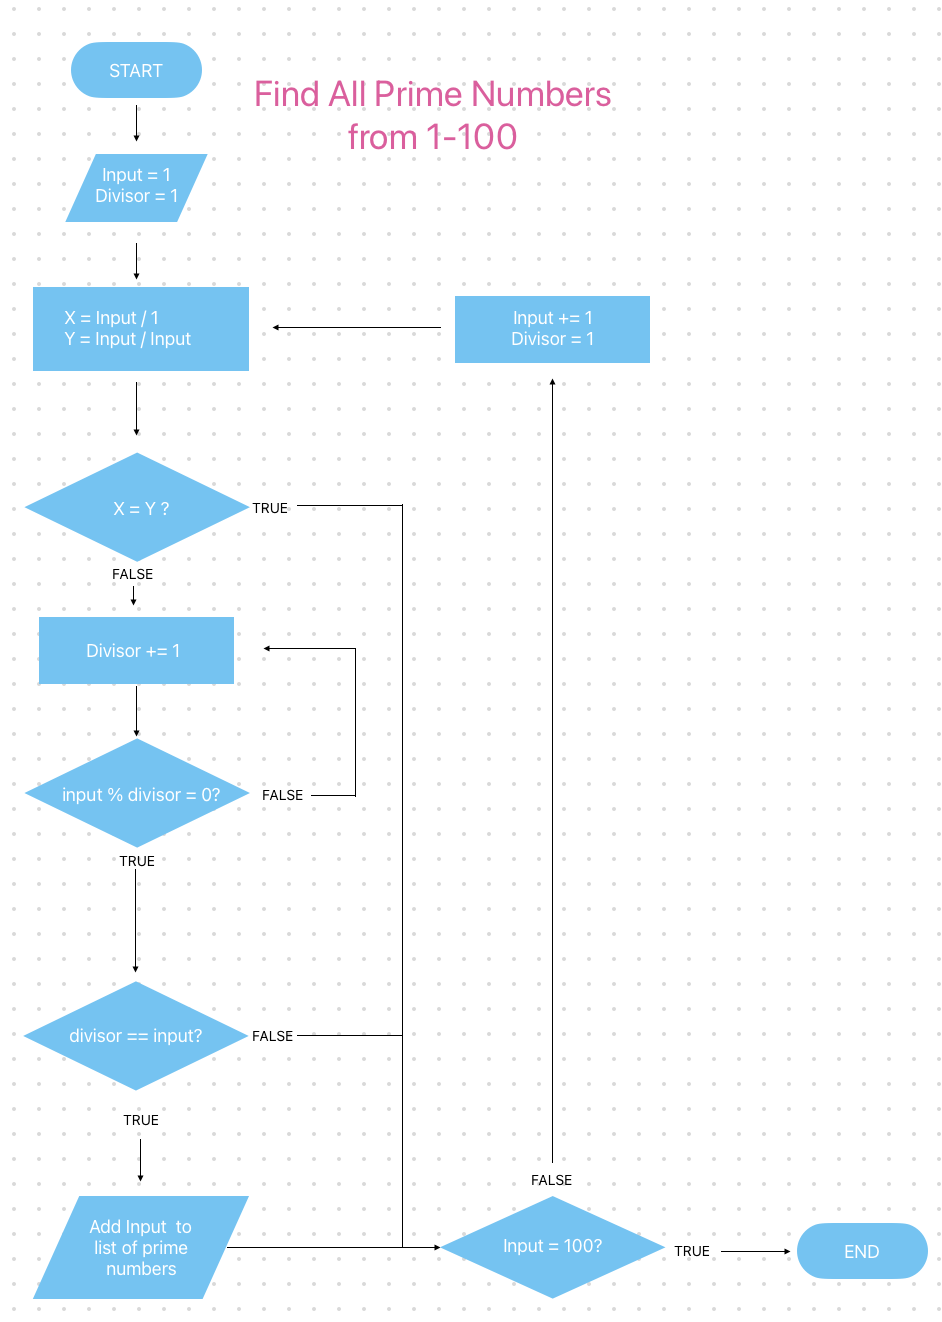 START
Find All Prime Numbers
from 1-100
Input = 1
Divisor = 1
X = Input / 1
Y = Input / Input
Input += 1
Divisor = 1
X = Y ?
TRUE
FALSE
Divisor += 1
input % divisor = 0?
FALSE
TRUE
divisor == input?
FALSE
TRUE
Add Input to
list of prime
numbers
FALSE
Input = 100?
TRUE
END